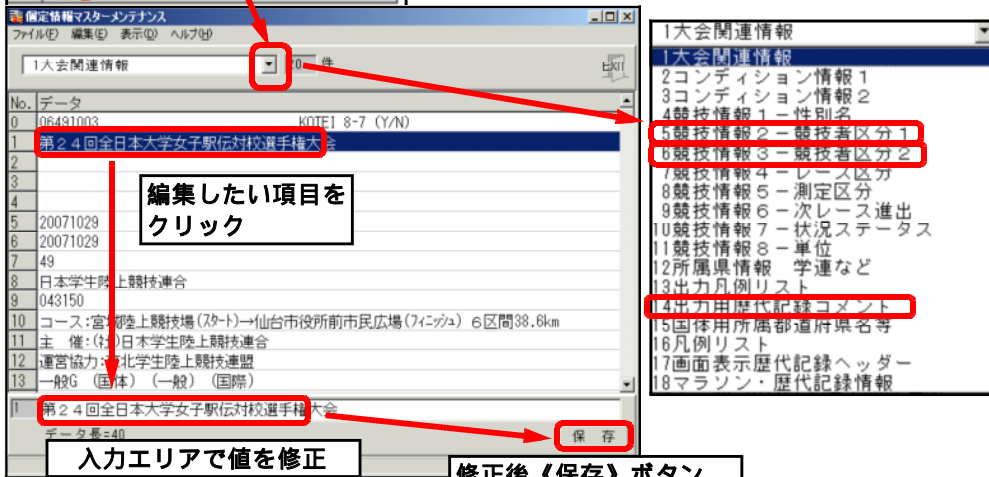 個定情報マスターメンテナンス
ファイル(F) 編集(E) 表示(D) ヘルプ(H)
1大会関連情報
20 件
EXIT
No. データ
0 06491003 KOTEI 8-7 (Y/N)
1 第24回全日本大学女子駅伝対校選手権大会
2
3
4
5 20071029
6 20071029
7 49
8 日本学生陸上競技連合
9 043150
10 コース:宮城陸上競技場(スタート)→仙台市役所前市民広場(フィニッシュ) 6区間38.6km
11 主 催:(社)日本学生陸上競技連合
12 運営協力:東北学生陸上競技連盟
13 一般G (国体) (一般) (国際)
編集したい項目を
クリック
1 第24回全日本大学女子駅伝対校選手権大会
データ長=40
保 存
入力エリアで値を修正
修正後《保存》ボタン
1大会関連情報
1大会関連情報
2コンディション情報1
3コンディション情報2
4競技情報1-性別名
5競技情報2-競技者区分1
6競技情報3-競技者区分2
7競技情報4-レース区分
8競技情報5-測定区分
9競技情報6-次レース進出
10競技情報7-状況ステータス
11競技情報8-単位
12所属県情報 学連など
13出力凡例リスト
14出力用歴代記録コメント
15国体用所属都道府県名等
16凡例リスト
17画面表示歴代記録ヘッダー
18マラソン・歴代記録情報